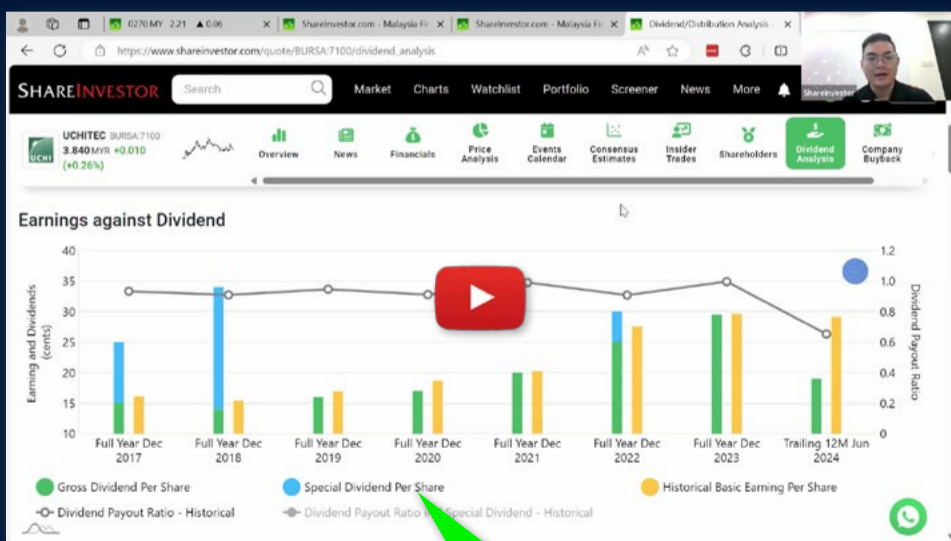 0270.MY 2.21 ▲0.06
ShareInvestor.com - Malaysia Fir
ShareInvestor.com - Malaysia Fir
Dividend/Distribution Analysis -
https://www.shareinvestor.com/quote/BURSA:7100/dividend_analysis
SHAREINVESTOR
Search
Market Charts Watchlist Portfolio Screener News More
ShareInvestor
UCHI
UCHITEC BURSA:7100
3.840 MYR +0.010
(+0.26%)
Overview
News
Financials
Price Analysis
Events Calendar
Consensus Estimates
Insider Trades
Shareholders
Dividend Analysis
Company Buyback
Earnings against Dividend
Earning and Dividends
(cents)
40
35
30
25
20
15
10
1.2
1.0
0.8
0.6
0.4
0.2
0
Dividend Payout Ratio
Full Year Dec 2017
Full Year Dec 2018
Full Year Dec 2019
Full Year Dec 2020
Full Year Dec 2021
Full Year Dec 2022
Full Year Dec 2023
Trailing 12M Jun 2024
Gross Dividend Per Share
Special Dividend Per Share
Historical Basic Earning Per Share
Dividend Payout Ratio - Historical
Dividend Payout Ratio Special Dividend - Historical